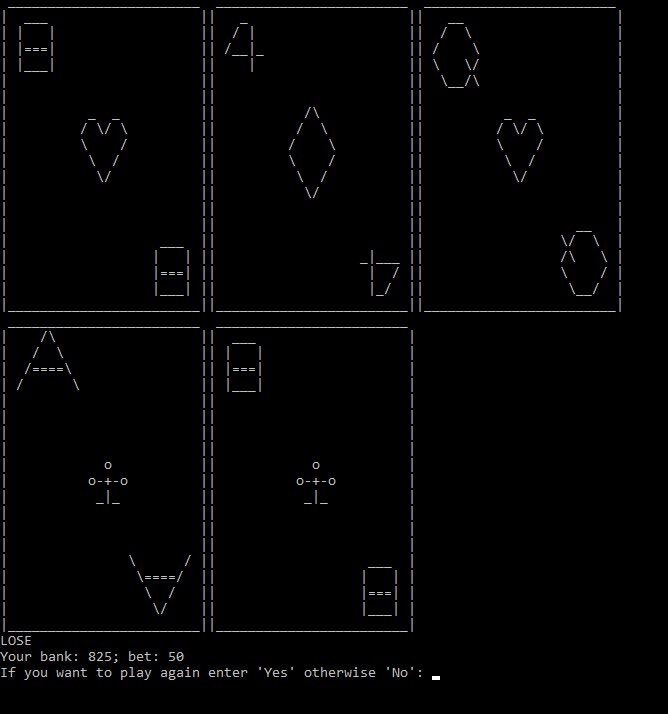 LOSE
Your bank: 825; bet: 50
If you want to play again enter 'Yes' otherwise 'No':